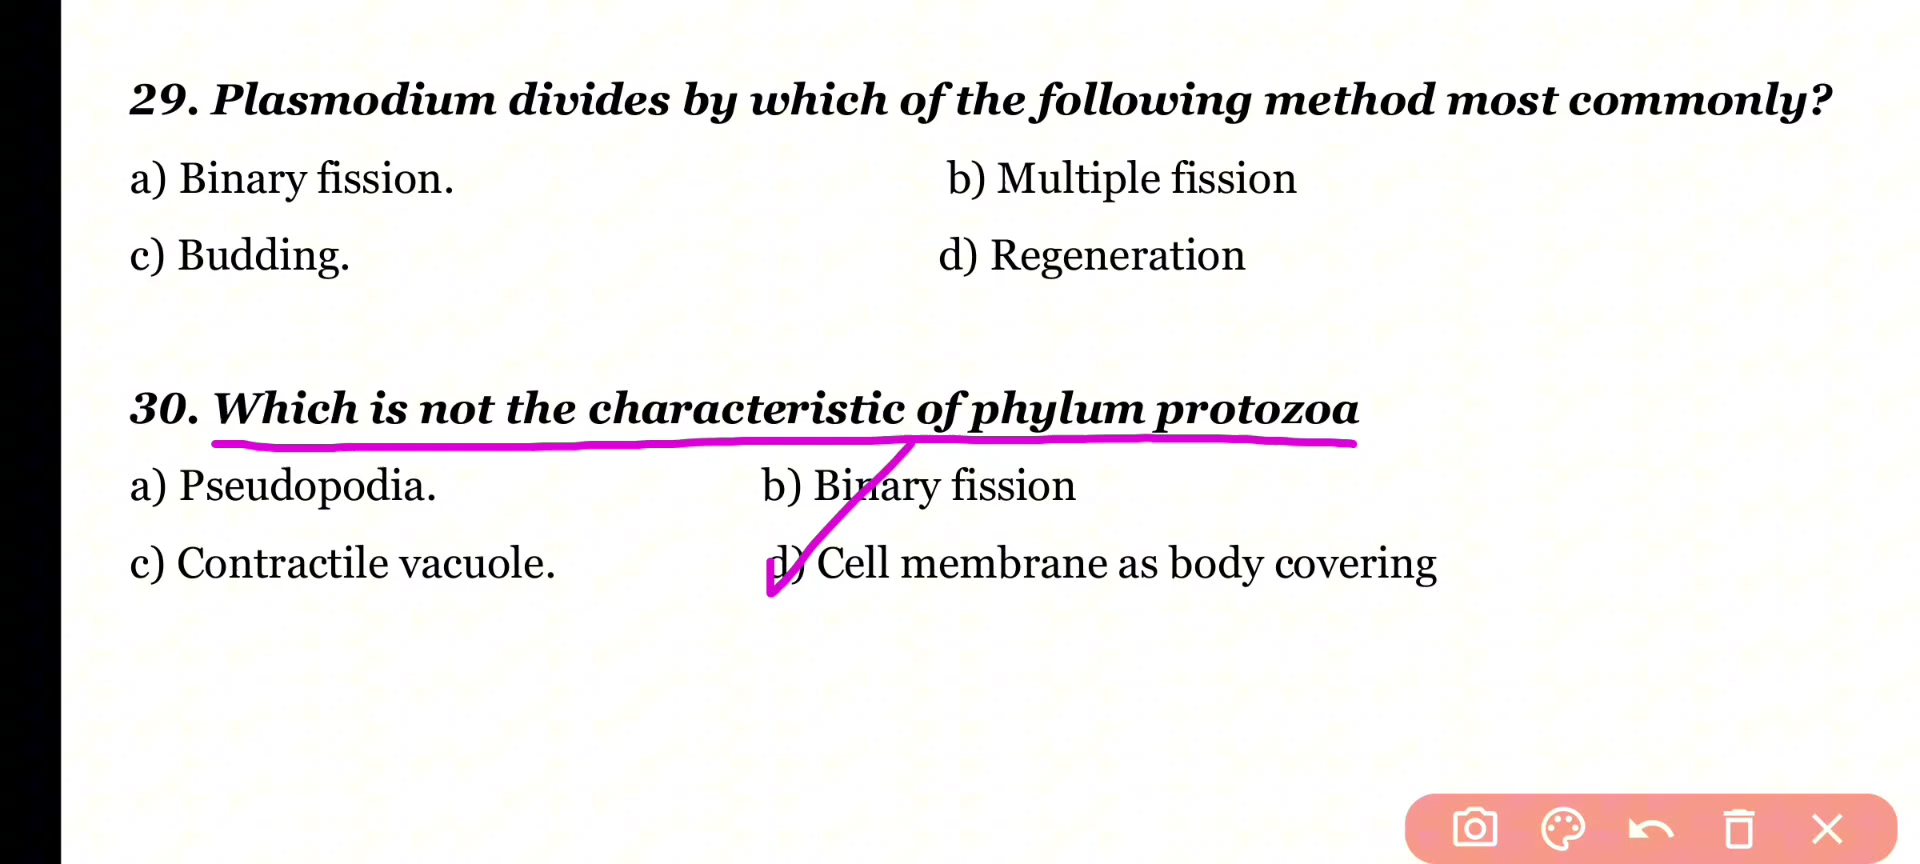 29. Plasmodium divides by which of the following method most commonly?
a) Binary fission. b) Multiple fission
c) Budding. d) Regeneration
30. Which is not the characteristic of phylum protozoa
a) Pseudopodia. b) Binary fission
c) Contractile vacuole. d) Cell membrane as body covering